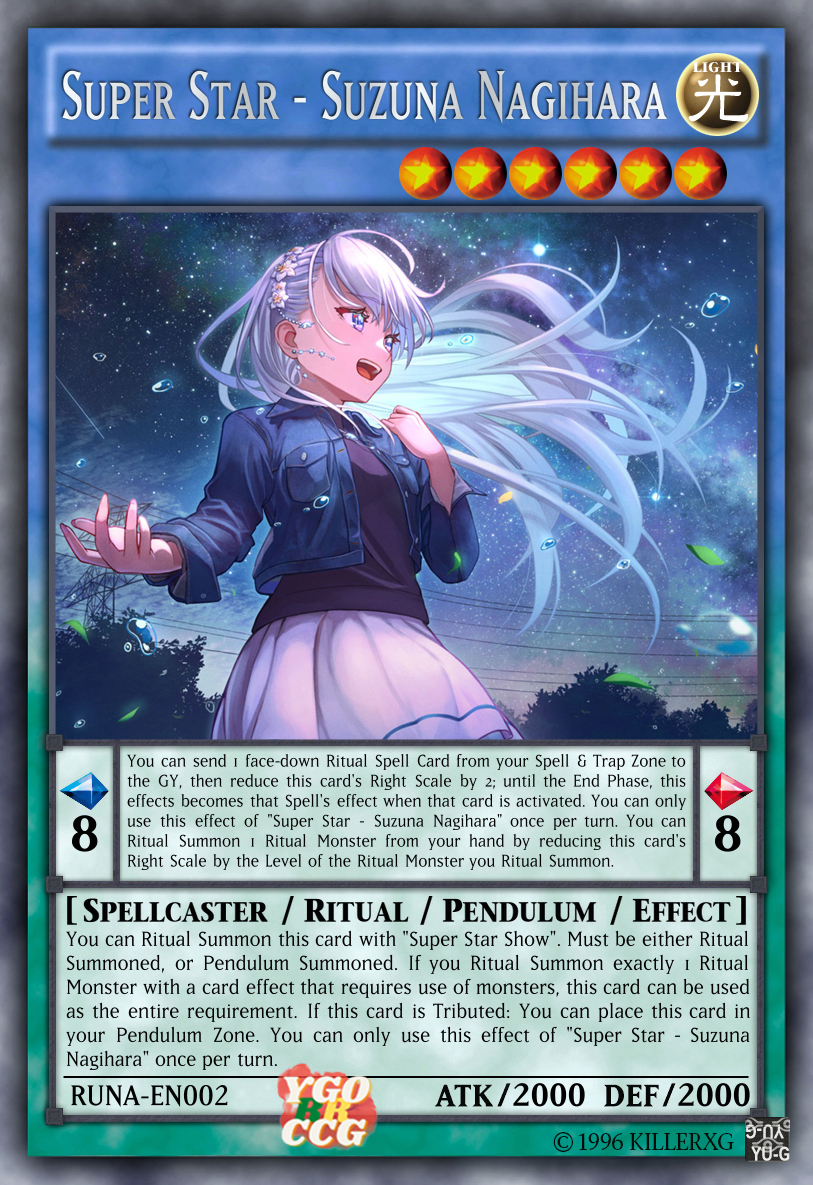 Super Star - Suzuna Nagihara
LIGHT
光
You can send 1 face-down Ritual Spell Card from your Spell & Trap Zone to
the GY, then reduce this card's Right Scale by 2; until the End Phase, this
effects becomes that Spell's effect when that card is activated. You can only
use this effect of "Super Star - Suzuna Nagihara" once per turn. You can
Ritual Summon 1 Ritual Monster from your hand by reducing this card's
Right Scale by the Level of the Ritual Monster you Ritual Summon.
8
8
[ Spellcaster / Ritual / Pendulum / Effect ]
You can Ritual Summon this card with "Super Star Show". Must be either Ritual
Summoned, or Pendulum Summoned. If you Ritual Summon exactly 1 Ritual
Monster with a card effect that requires use of monsters, this card can be used
as the entire requirement. If this card is Tributed: You can place this card in
your Pendulum Zone. You can only use this effect of "Super Star - Suzuna
Nagihara" once per turn.
RUNA-EN002
ATK/2000 DEF/2000
YGO
CCG
© 1996 KILLERXG
YU-G